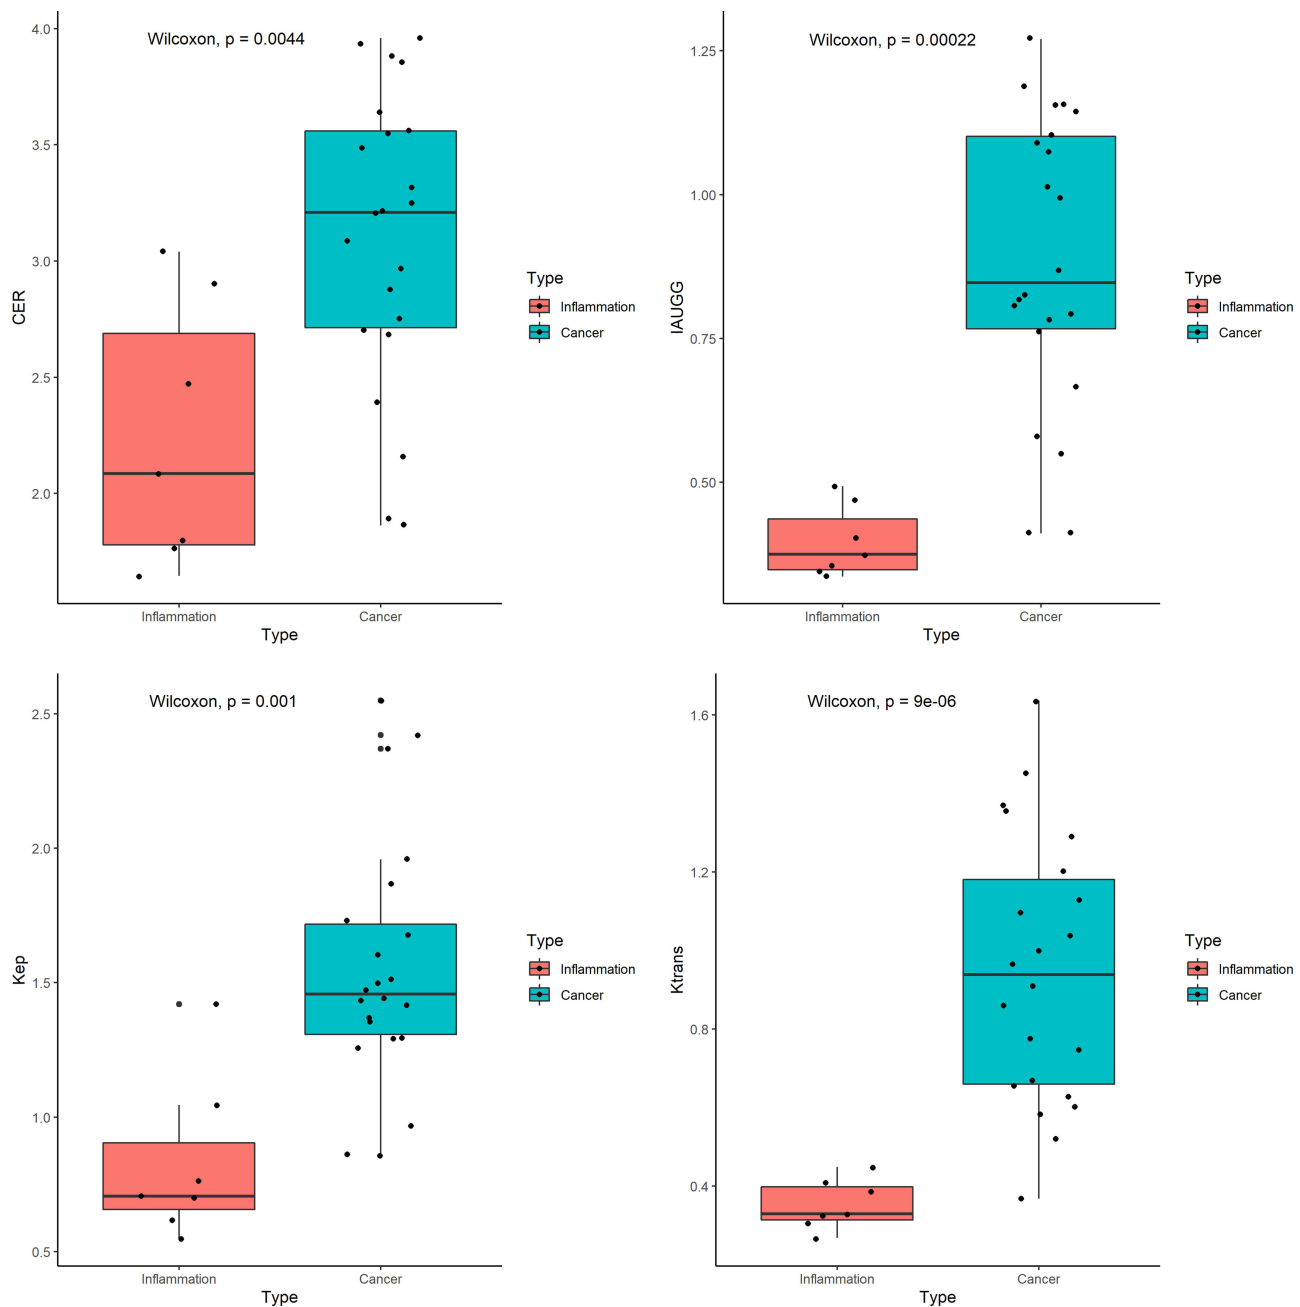 Wilcoxon, p = 0.0044
4.0
3.5
3.0
2.5
2.0
CER
Inflammation
Cancer
Type
Type
Inflammation
Cancer
Wilcoxon, p = 0.00022
1.25
1.00
0.75
0.50
IAUGG
Inflammation
Cancer
Type
Type
Inflammation
Cancer
Wilcoxon, p = 0.001
2.5
2.0
1.5
1.0
0.5
Kep
Inflammation
Cancer
Type
Type
Inflammation
Cancer
Wilcoxon, p = 9e-06
1.6
1.2
0.8
0.4
Ktrans
Inflammation
Cancer
Type
Type
Inflammation
Cancer